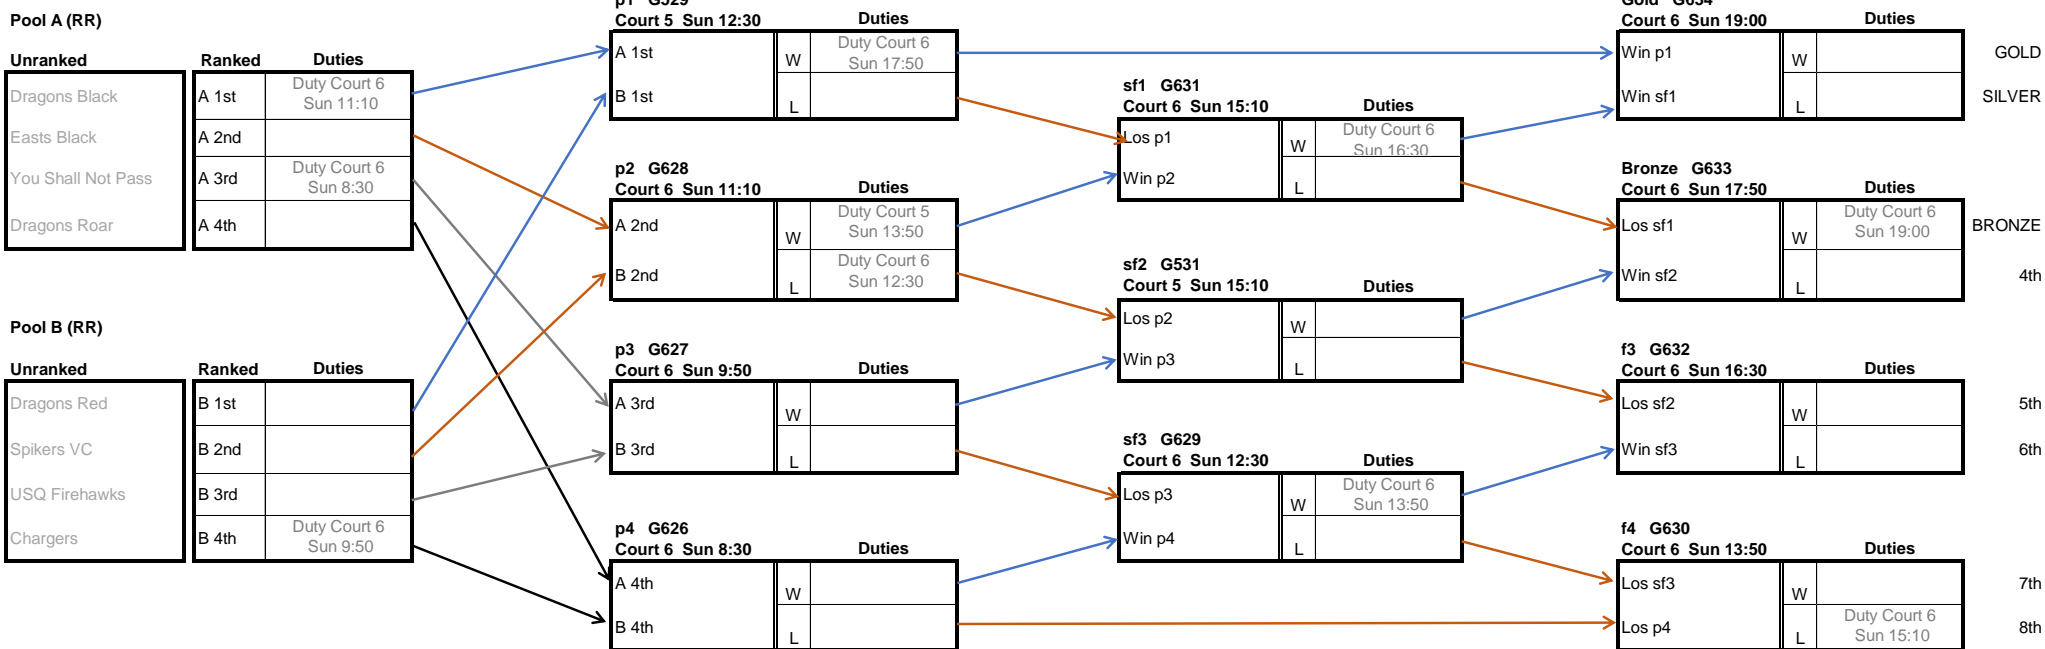 Pool A (RR)
Unranked
Ranked
Duties
Dragons Black
A 1st
Duty Court 6
Sun 11:10
Easts Black
A 2nd
You Shall Not Pass
A 3rd
Duty Court 6
Sun 8:30
Dragons Roar
A 4th
Pool B (RR)
Unranked
Ranked
Duties
Dragons Red
B 1st
Spikers VC
B 2nd
USQ Firehawks
B 3rd
Chargers
B 4th
Duty Court 6
Sun 9:50
p1 G529
Court 5 Sun 12:30
Duties
A 1st
W
Duty Court 6
Sun 17:50
B 1st
L
p2 G628
Court 6 Sun 11:10
Duties
A 2nd
W
Duty Court 5
Sun 13:50
B 2nd
L
Duty Court 6
Sun 12:30
p3 G627
Court 6 Sun 9:50
Duties
A 3rd
W
B 3rd
L
p4 G626
Court 6 Sun 8:30
Duties
A 4th
W
B 4th
L
sf1 G631
Court 6 Sun 15:10
Duties
Los p1
W
Duty Court 6
Sun 16:30
Win p2
L
sf2 G531
Court 5 Sun 15:10
Duties
Los p2
W
Win p3
L
sf3 G629
Court 6 Sun 12:30
Duties
Los p3
W
Duty Court 6
Sun 13:50
Win p4
L
Gold G634
Court 6 Sun 19:00
Duties
Win p1
W
GOLD
Win sf1
L
SILVER
Bronze G633
Court 6 Sun 17:50
Duties
Los sf1
W
Duty Court 6
Sun 19:00
BRONZE
Win sf2
L
4th
f3 G632
Court 6 Sun 16:30
Duties
Los sf2
W
5th
Win sf3
L
6th
f4 G630
Court 6 Sun 13:50
Duties
Los sf3
W
7th
Los p4
L
Duty Court 6
Sun 15:10
8th